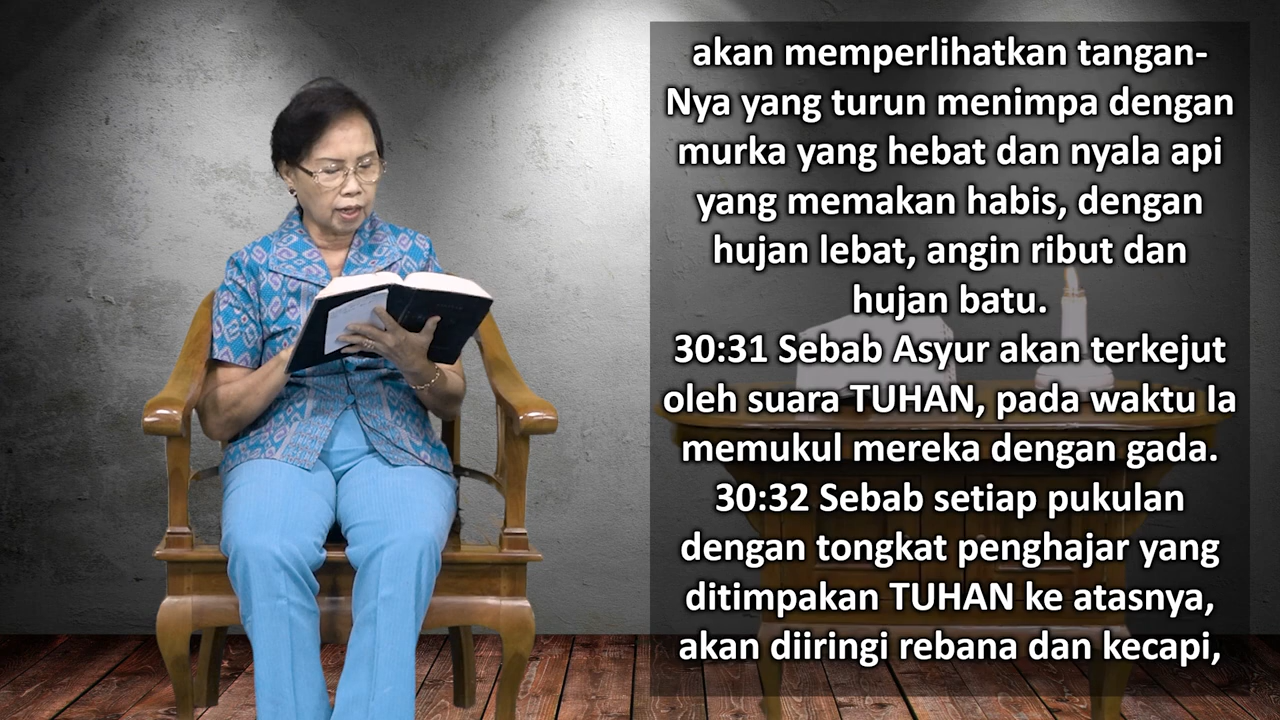 akan memperlihatkan tangan-
Nya yang turun menimpa dengan
murka yang hebat dan nyala api
yang memakan habis, dengan
hujan lebat, angin ribut dan
hujan batu.
30:31 Sebab Asyur akan terkejut
oleh suara TUHAN, pada waktu Ia
memukul mereka dengan gada.
30:32 Sebab setiap pukulan
dengan tongkat penghajar yang
ditimpakan TUHAN ke atasnya,
akan diiringi rebana dan kecapi,